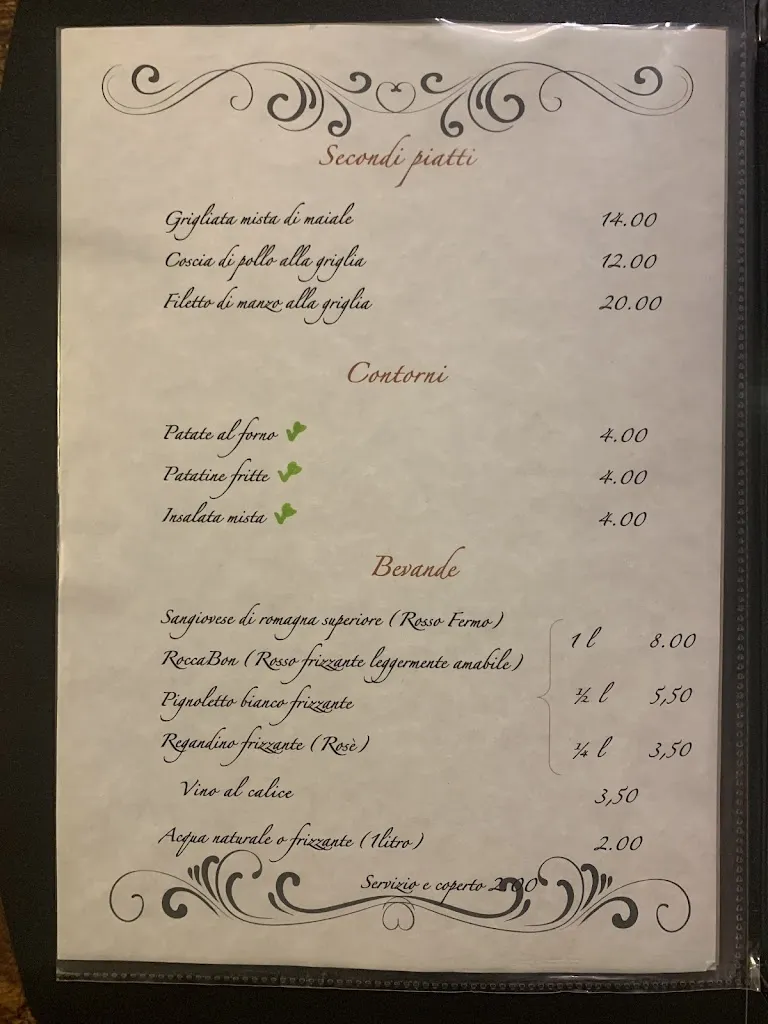 Secondi piatti
Grigliata mista di maiale 14.00
Coscia di pollo alla griglia 12.00
Filetto di manzo alla griglia 20.00
Contorni
Patate al forno 4.00
Patatine fritte 4.00
Insalata mista 4.00
Bevande
Sangiovese di romagna superiore (Rosso Fermo)
1 l 8.00
RoccaBon (Rosso frizzante leggermente amabile)
Pignoletto bianco frizzante ½ l 5,50
Regandino frizzante (Rosè) ¼ l 3,50
Vino al calice 3,50
Acqua naturale o frizzante (1litro) 2.00
Servizio e coperto 2.00